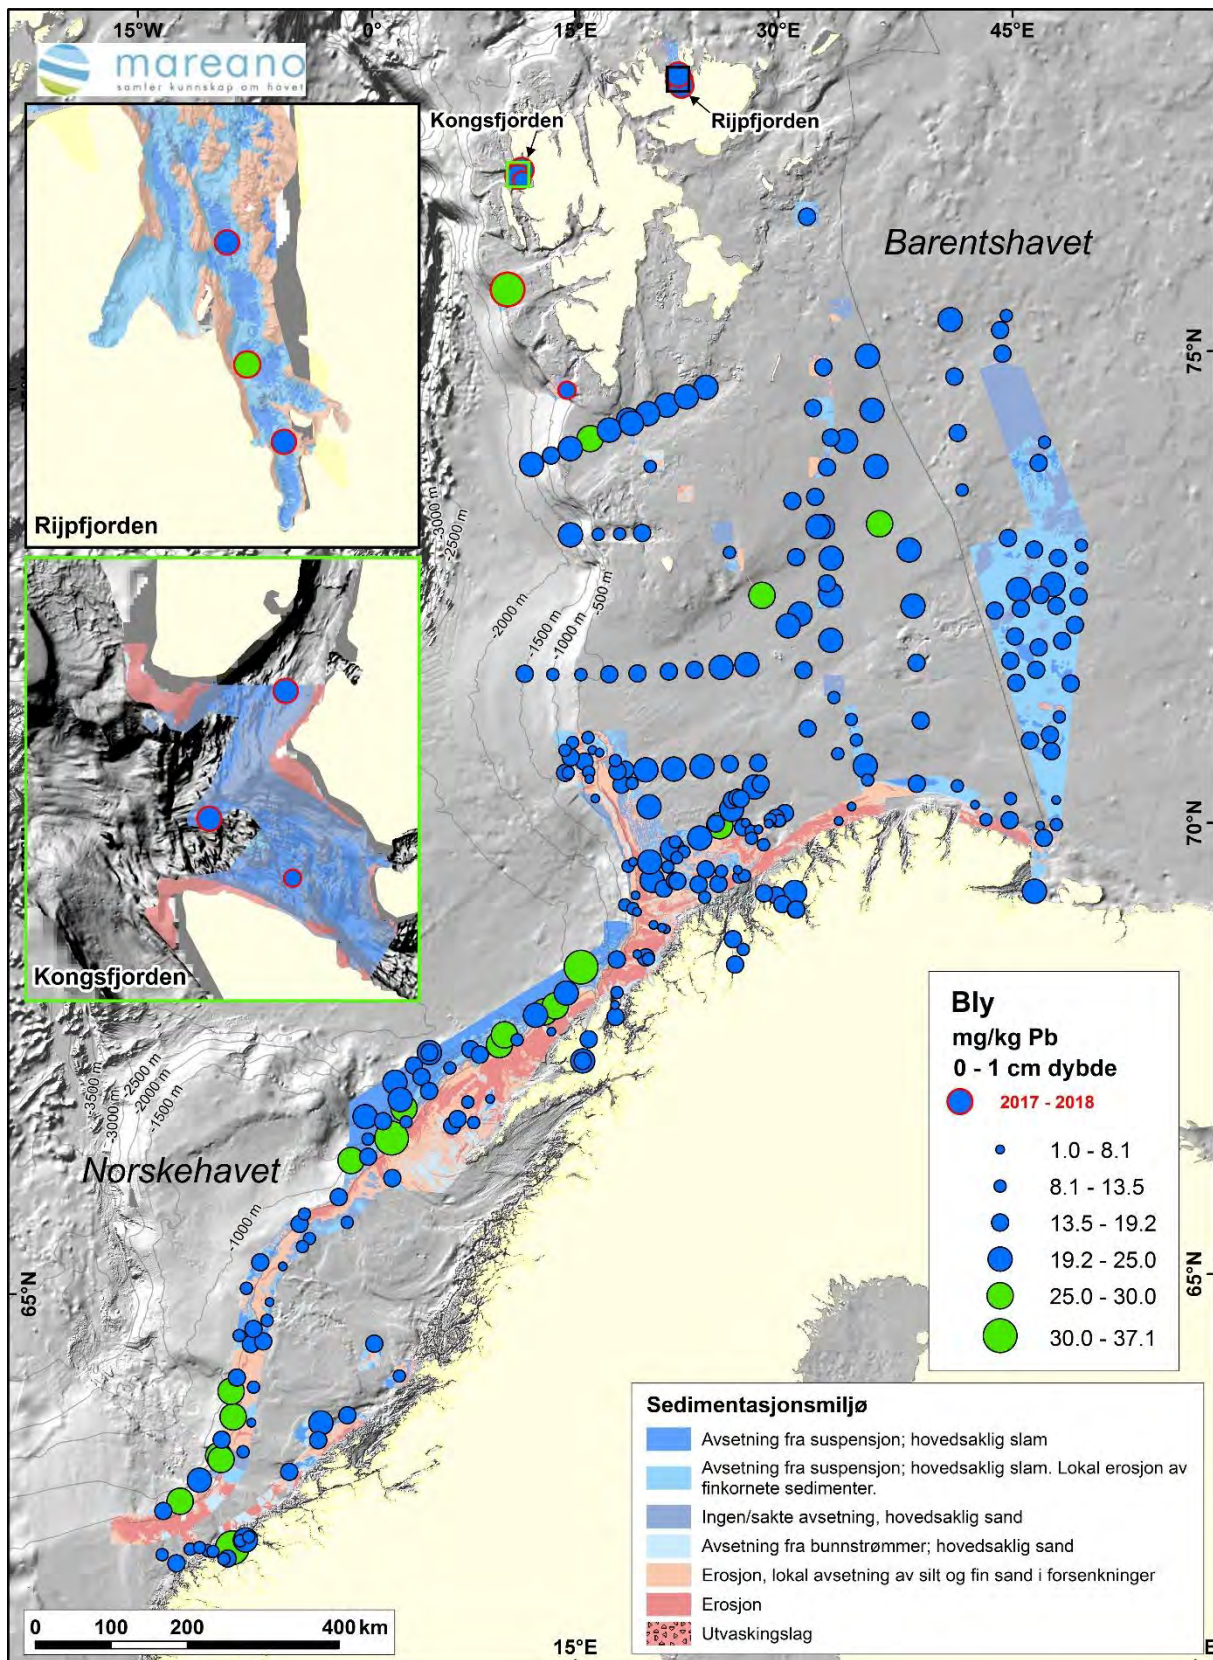 15°W
0°
15°E
30°E
45°E
mareano
samler kunnskap om havet
Kongsfjorden
Rijpfjorden
Barentshavet
75°N
Rijpfjorden
-3000 m
-2500 m
-2000 m
-1500 m
-1000 m
-500 m
70°N
Kongsfjorden
Bly
mg/kg Pb
0 - 1 cm dybde
2017 - 2018
1.0 - 8.1
8.1 - 13.5
13.5 - 19.2
19.2 - 25.0
25.0 - 30.0
30.0 - 37.1
-3500 m
-3000 m
-2500 m
-2000 m
-1500 m
Norskehavet
-1000 m
65°N
65°N
Sedimentasjonsmiljø
Avsetning fra suspensjon; hovedsaklig slam
Avsetning fra suspensjon; hovedsaklig slam. Lokal erosjon av
finkornete sedimenter.
Ingen/sakte avsetning, hovedsaklig sand
Avsetning fra bunnstrømmer; hovedsaklig sand
Erosjon, lokal avsetning av silt og fin sand i forsenkninger
Erosjon
Utvaskingslag
0 100 200 400 km
15°E